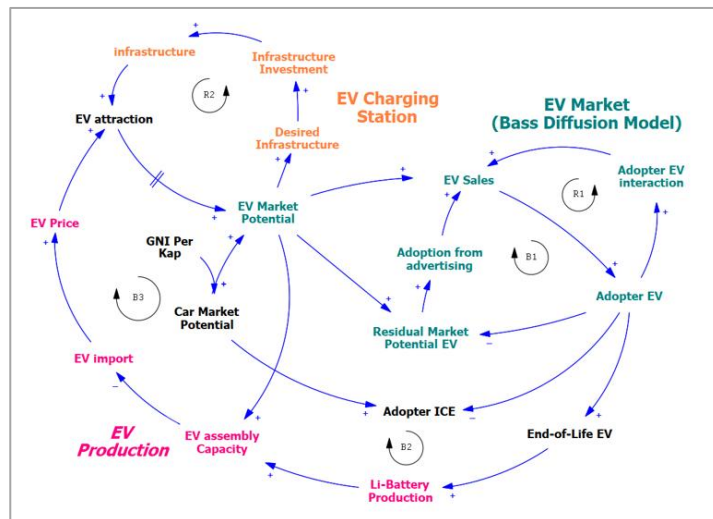 infrastructure
Infrastructure
Investment
R2
EV Charging
Station
EV Market
(Bass Diffusion Model)
EV attraction
Desired
Infrastructure
EV Sales
Adopter EV
interaction
R1
EV Price
EV Market
Potential
GNI Per
Kap
Adoption from
advertising
B1
Adopter EV
B3
Car Market
Potential
Residual Market
Potential EV
EV import
Adopter ICE
End-of-Life EV
EV
Production
EV assembly
Capacity
B2
Li-Battery
Production